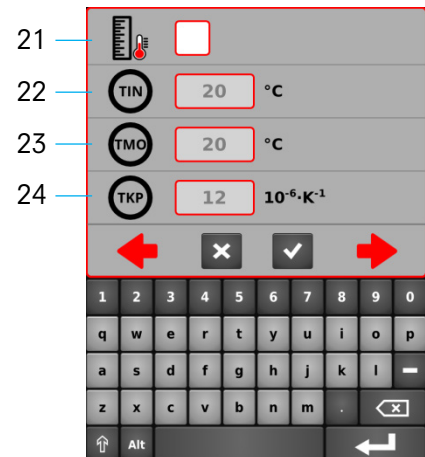 21
22 TIN 20 °C
23 TMO 20 °C
24 TKP 12 10⁻⁶·K⁻¹
1 2 3 4 5 6 7 8 9 0
q w e r t y u i o p
a s d f g h j k l -
z x c v b n m .
Alt